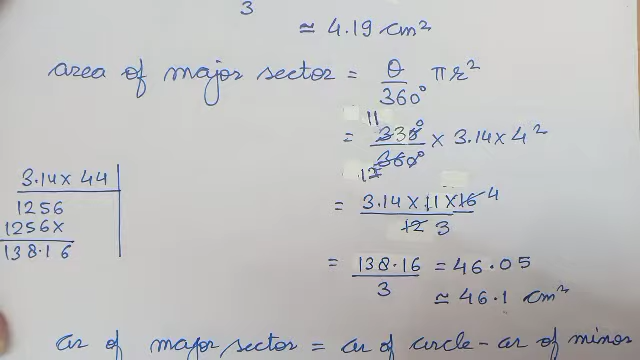 3
≃ 4.19 cm²
area of major sector = θ/360° πr²
= 11 330°/360° 12 × 3.14 × 4²
3.14 × 44
1256
1256×
138.16
= 3.14 × 11 × 16 4/12 3
= 138.16/3 = 46.05
≃ 46.1 cm²
ar of major sector = ar of circle - ar of minor